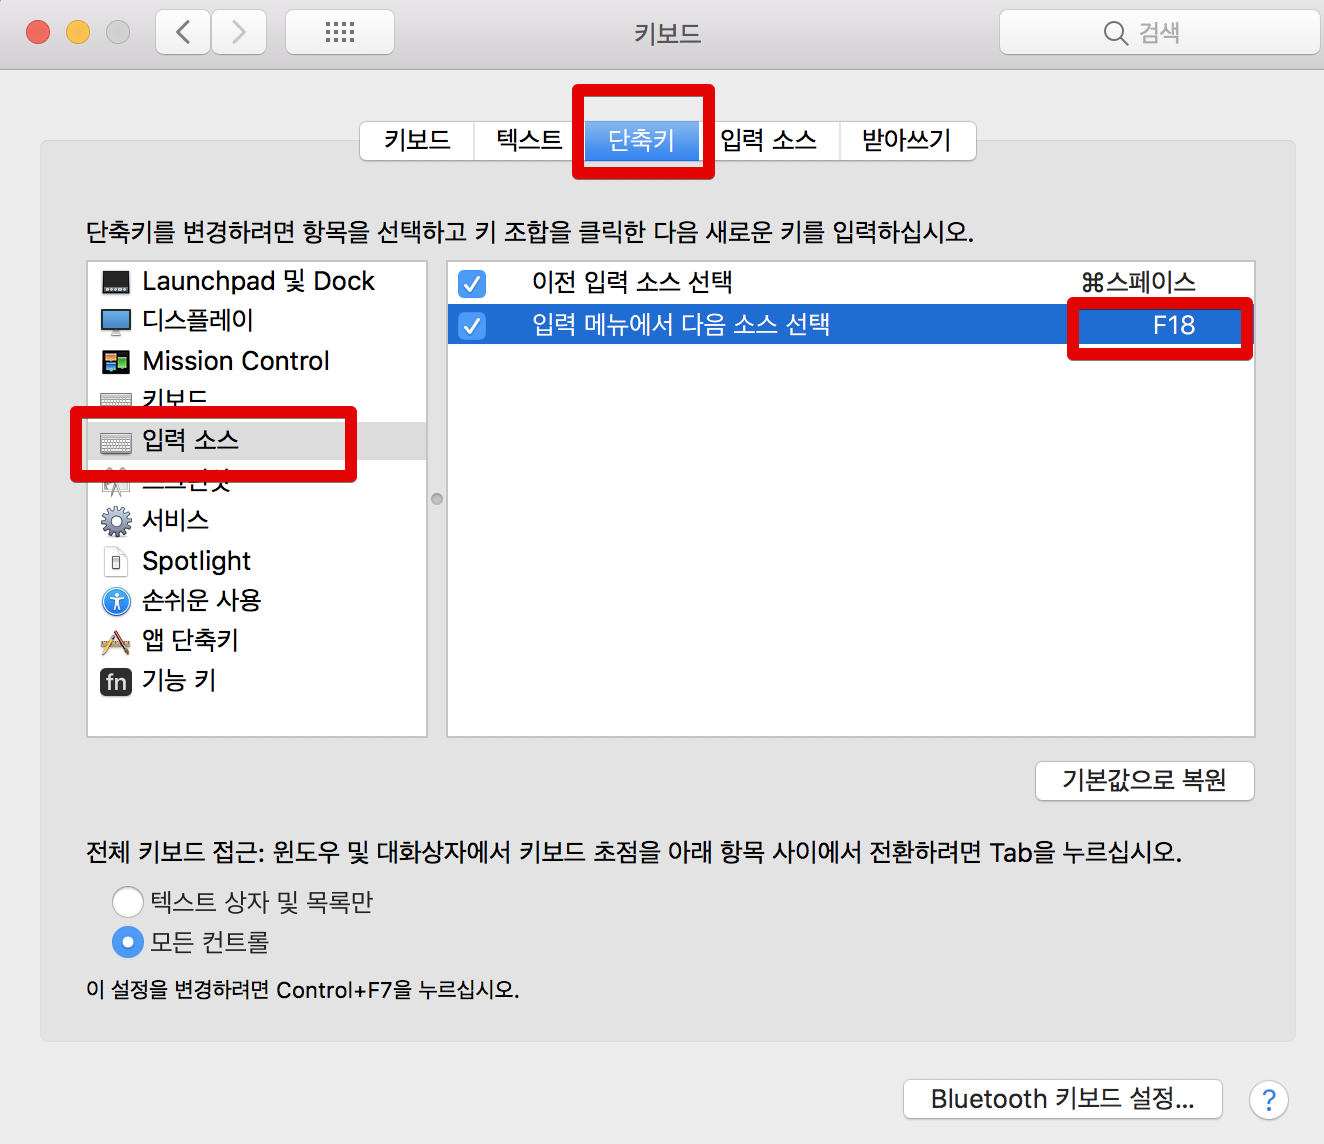 키보드
검색
키보드 텍스트 단축키 입력 소스 받아쓰기
단축키를 변경하려면 항목을 선택하고 키 조합을 클릭한 다음 새로운 키를 입력하십시오.
Launchpad 및 Dock
디스플레이
Mission Control
키보드
입력 소스
서비스
Spotlight
손쉬운 사용
앱 단축키
fn 기능 키
이전 입력 소스 선택 ⌘스페이스
입력 메뉴에서 다음 소스 선택 F18
기본값으로 복원
전체 키보드 접근: 윈도우 및 대화상자에서 키보드 초점을 아래 항목 사이에서 전환하려면 Tab을 누르십시오.
텍스트 상자 및 목록만
모든 컨트롤
이 설정을 변경하려면 Control+F7을 누르십시오.
Bluetooth 키보드 설정...
?